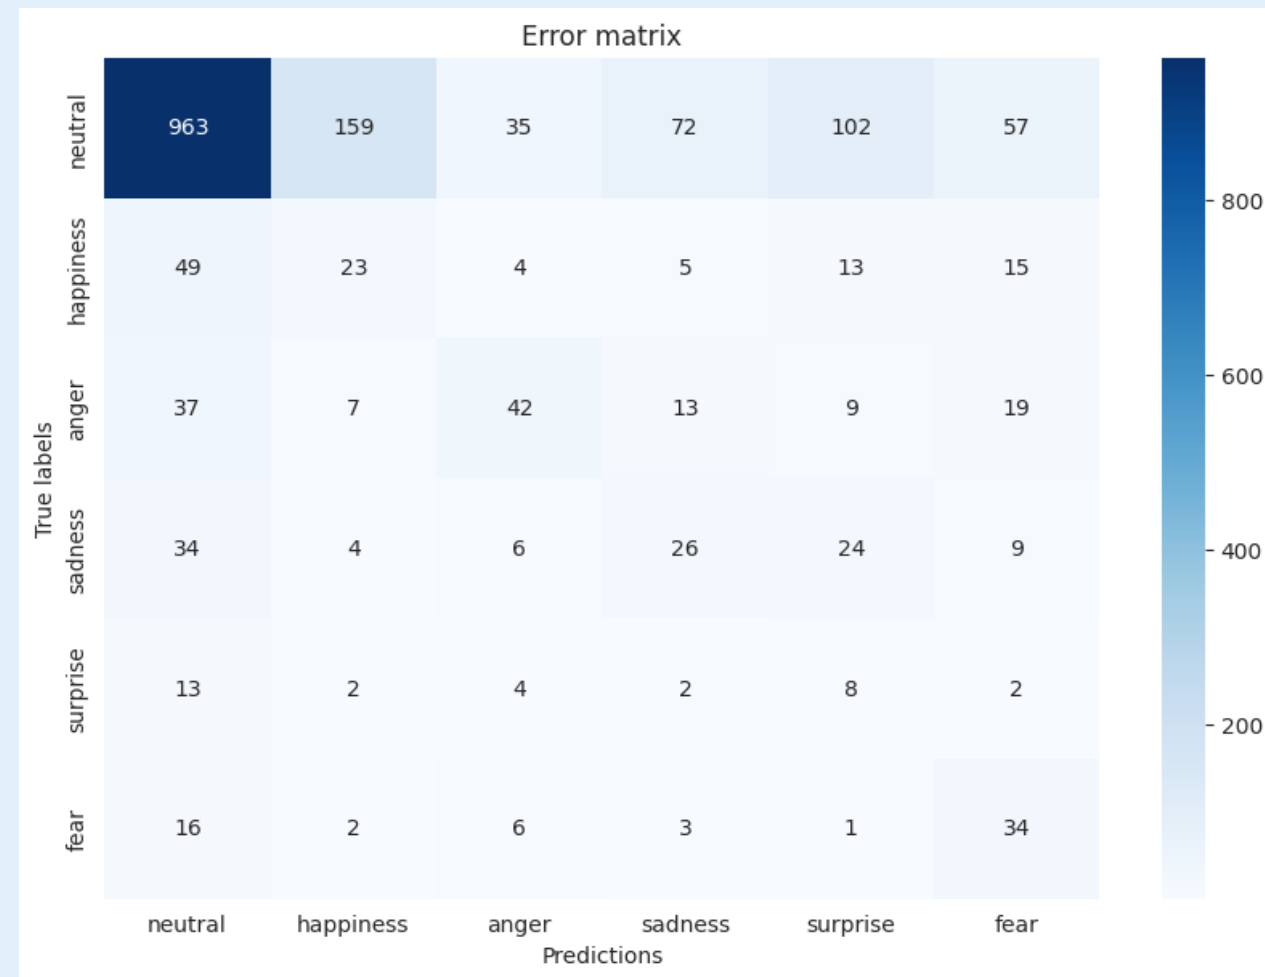 Error matrix
neutral 963 159 35 72 102 57
800
happiness 49 23 4 5 13 15
600
anger 37 7 42 13 9 19
True labels
sadness 34 4 6 26 24 9
400
surprise 13 2 4 2 8 2
200
fear 16 2 6 3 1 34
neutral happiness anger sadness surprise fear
Predictions